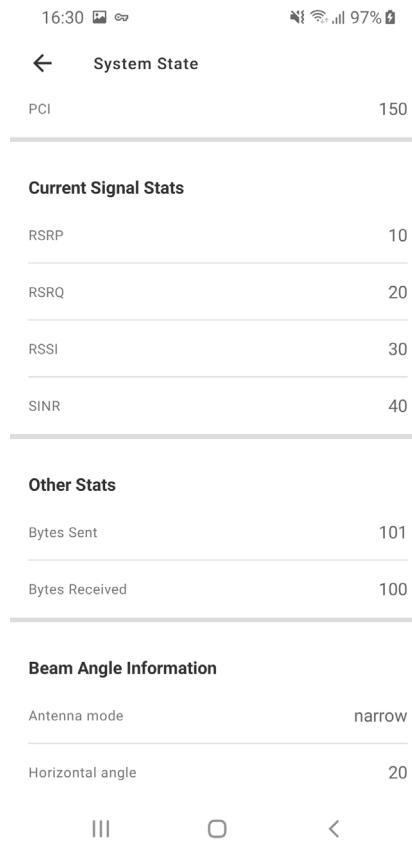 16:30 97%
System State
PCI 150
Current Signal Stats
RSRP 10
RSRQ 20
RSSI 30
SINR 40
Other Stats
Bytes Sent 101
Bytes Received 100
Beam Angle Information
Antenna mode narrow
Horizontal angle 20